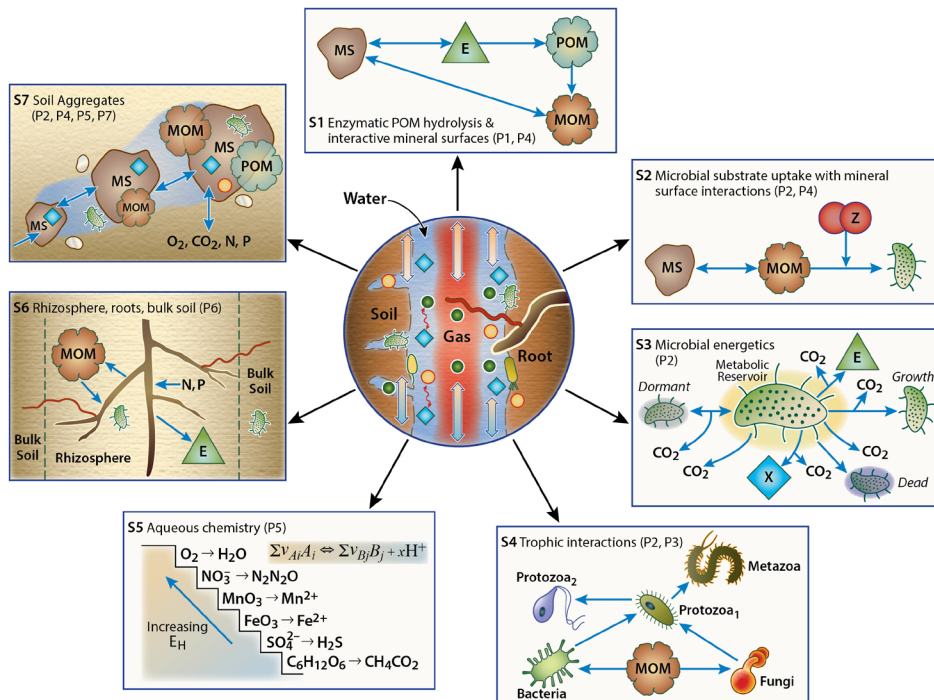 MS
E
POM
MOM
S1 Enzymatic POM hydrolysis &
interactive mineral surfaces (P1, P4)
S7 Soil Aggregates
(P2, P4, P5, P7)
MOM
MS
POM
MS
MOM
MS
O2, CO2, N, P
S2 Microbial substrate uptake with mineral
surface interactions (P2, P4)
Z
MS
MOM
Water
Soil
Gas
Root
S6 Rhizosphere, roots, bulk soil (P6)
MOM
N, P
Bulk
Soil
Bulk
Soil
Rhizosphere
E
S3 Microbial energetics
(P2)
Metabolic
Reservoir
CO2
E
Dormant
CO2
Growth
CO2
CO2
X
CO2
CO2
Dead
S5 Aqueous chemistry (P5)
O2 → H2O
ΣνAiAi ⇔ ΣνBjBj + xH+
NO3− → N2N2O
MnO3 → Mn2+
FeO3 → Fe2+
Increasing
EH
SO42− → H2S
C6H12O6 → CH4CO2
S4 Trophic interactions (P2, P3)
Metazoa
Protozoa2
Protozoa1
MOM
Bacteria
Fungi